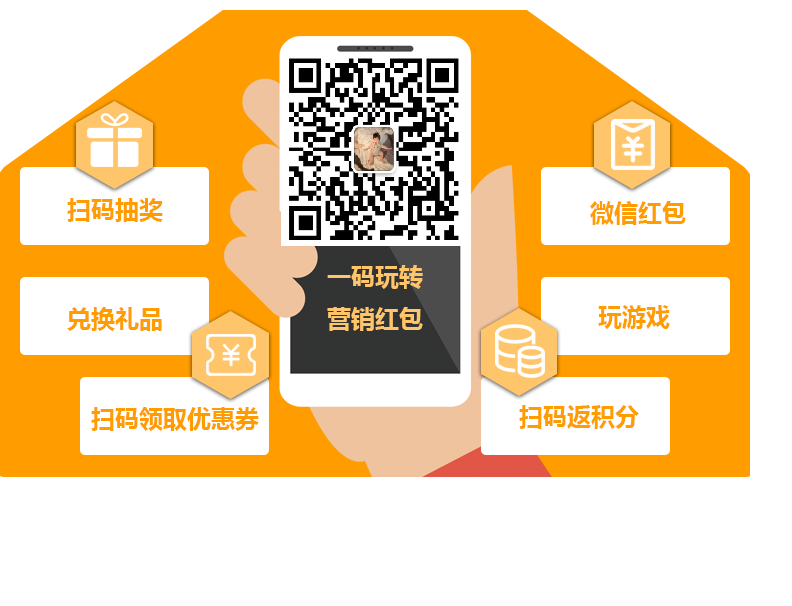 扫码抽奖
兑换礼品
扫码领取优惠券
一码玩转
营销红包
微信红包
玩游戏
扫码返积分